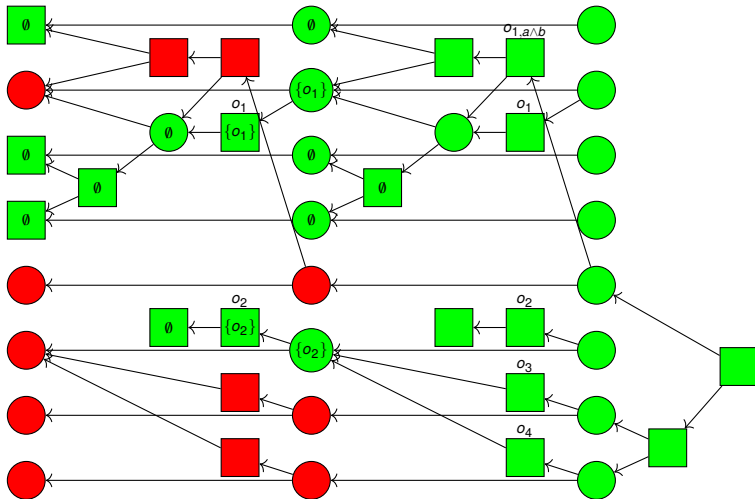 ∅ ∅ o₁,ₐ∧b
{o₁}
o₁ o₁
∅ {o₁}
∅ ∅
∅ ∅
∅
o₂ o₂
∅ {o₂}
{o₂}
o₃
o₄